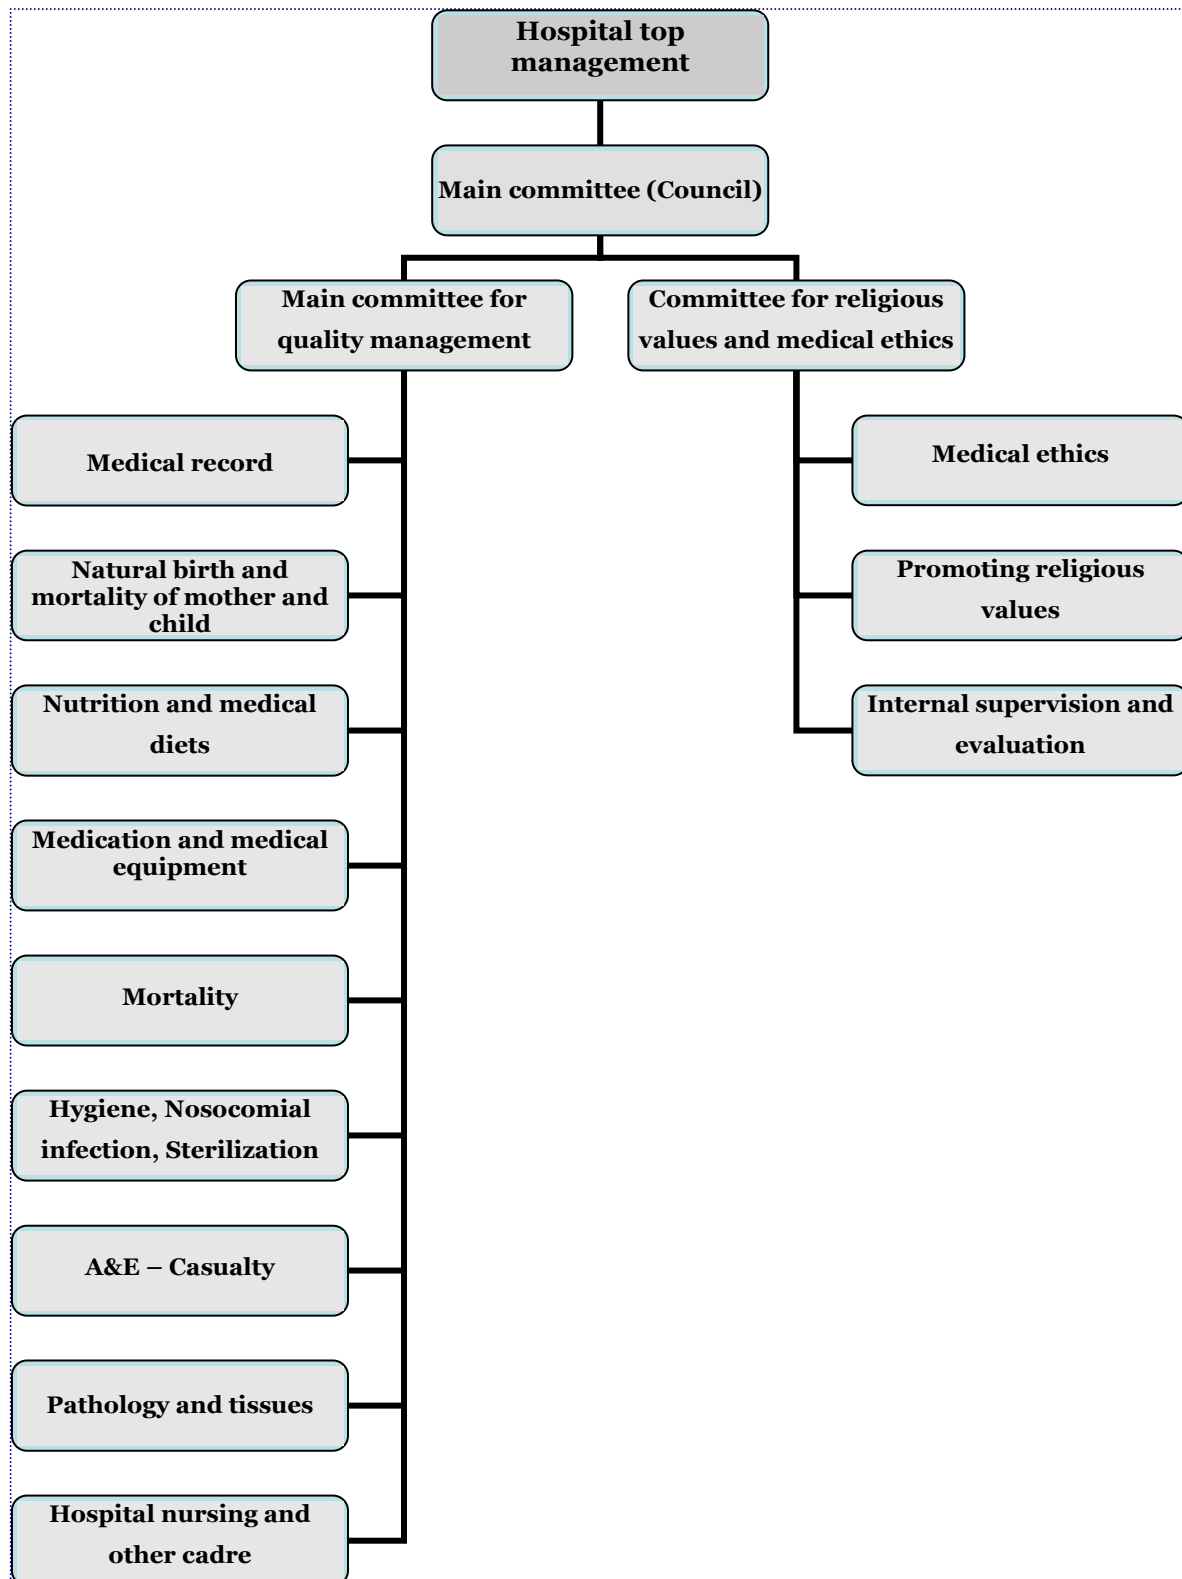 Hospital top
management
Main committee (Council)
Main committee for
quality management
Committee for religious
values and medical ethics
Medical record
Medical ethics
Natural birth and
mortality of mother and
child
Promoting religious
values
Nutrition and medical
diets
Internal supervision and
evaluation
Medication and medical
equipment
Mortality
Hygiene, Nosocomial
infection, Sterilization
A&E – Casualty
Pathology and tissues
Hospital nursing and
other cadre